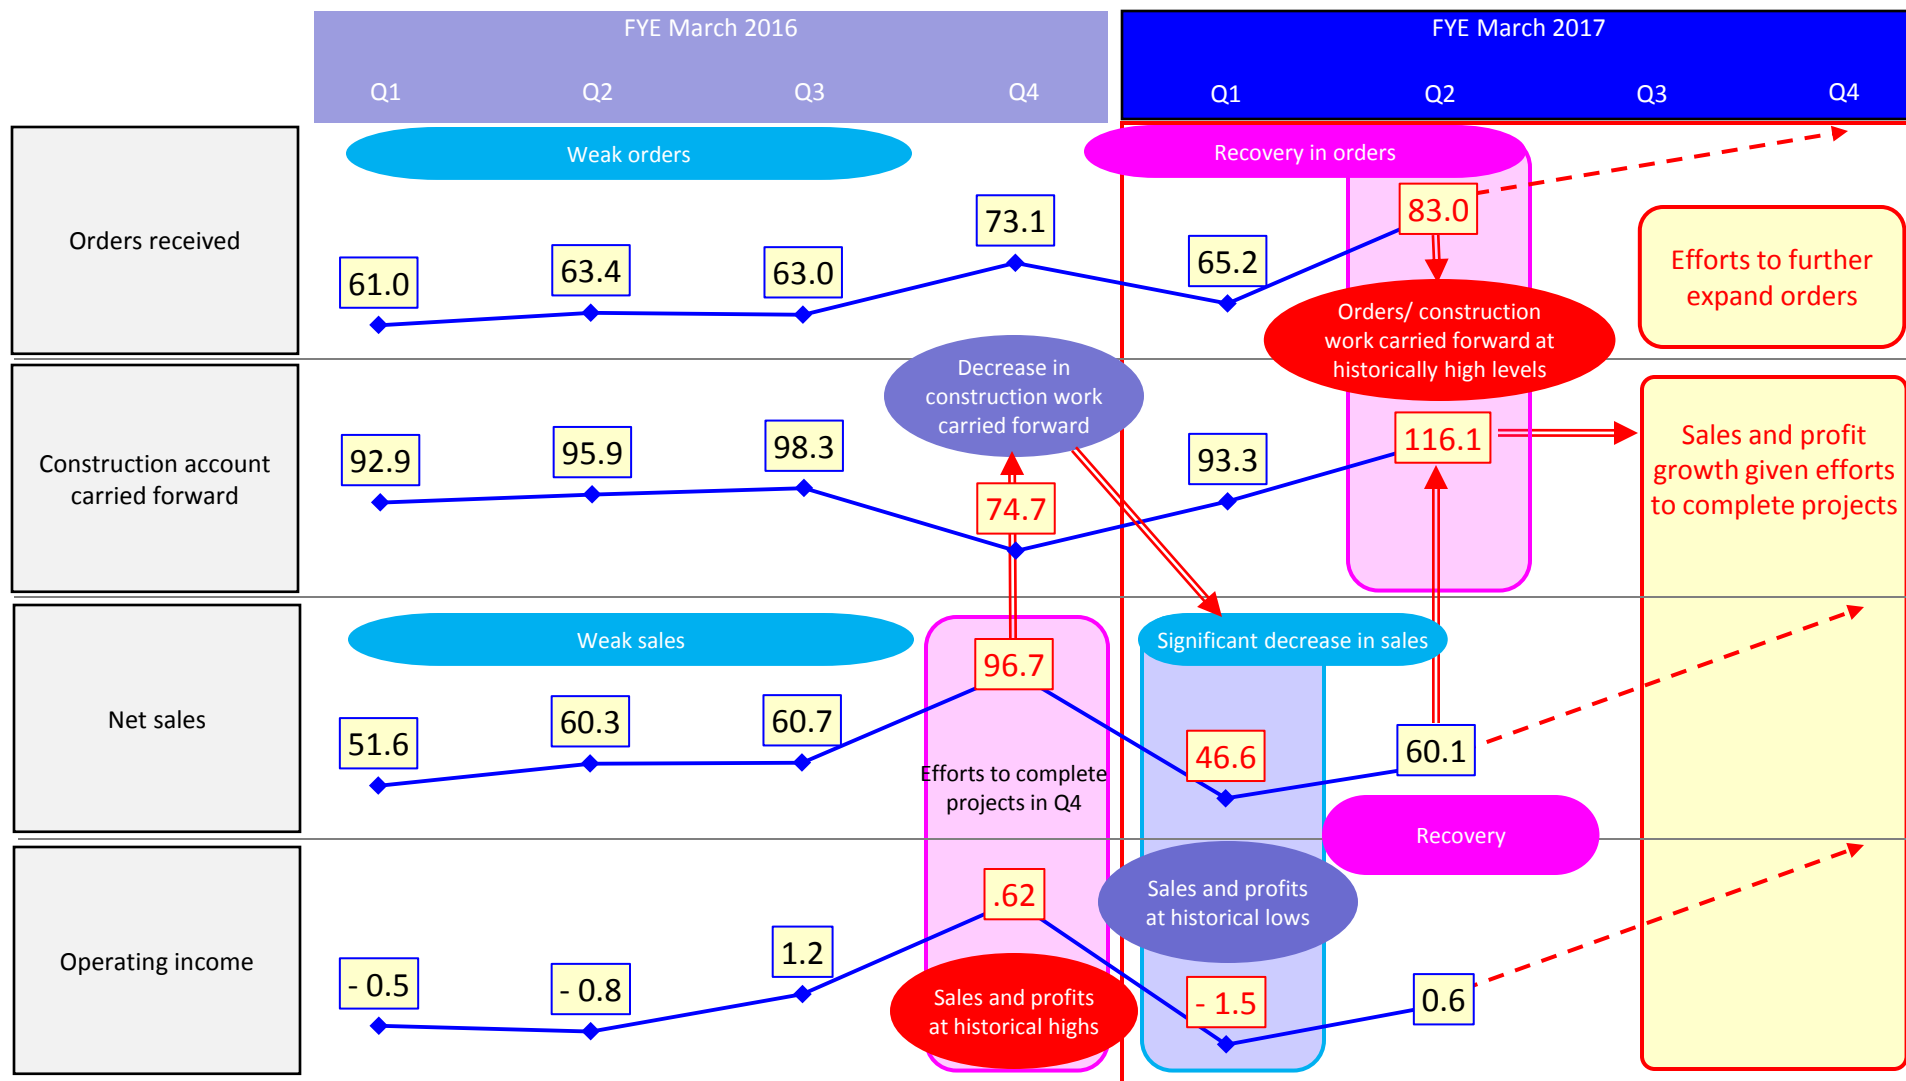 FYE March 2016
FYE March 2017
Q1 Q2 Q3 Q4 Q1 Q2 Q3 Q4
Orders received
Weak orders
Recovery in orders
61.0 63.4 63.0 73.1 65.2 83.0
Efforts to further
expand orders
Orders/ construction
work carried forward at
historically high levels
Construction account
carried forward
Decrease in
construction work
carried forward
92.9 95.9 98.3 74.7 93.3 116.1
Sales and profit
growth given efforts
to complete projects
Net sales
Weak sales
Significant decrease in sales
51.6 60.3 60.7 96.7 46.6 60.1
Efforts to complete
projects in Q4
Recovery
Operating income
Sales and profits
at historical lows
- 0.5 - 0.8 1.2 .62 - 1.5 0.6
Sales and profits
at historical highs